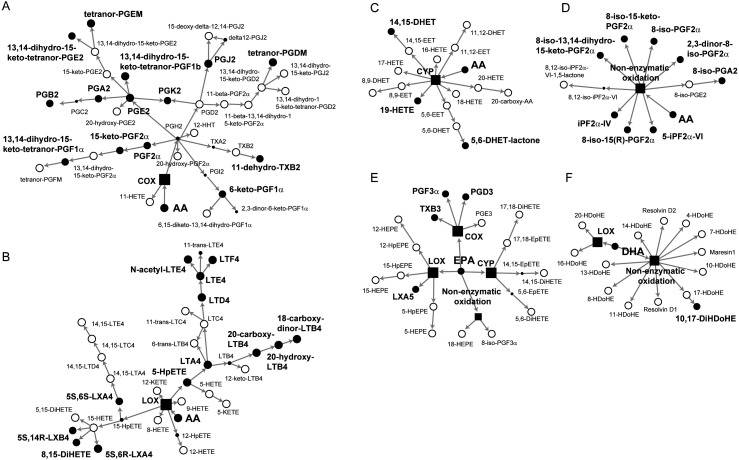 A
tetranor-PGEM
15-deoxy-delta-12,14-PGJ2
delta12-PGJ2
13,14-dihydro-15-
keto-tetranor-PGE2
13,14-dihydro-15-keto-PGE2
13,14-dihydro-15-
keto-tetranor-PGF1b
PGJ2
tetranor-PGDM
15-keto-PGE2
13,14-dihydro-
15-keto-PGD2
13,14-dihydro-
15-keto-PGJ2
PGB2
PGA2
PGK2
PGC2
PGE2
PGD2
11-beta-PGF2α
13,14-dihydro-1
5-keto-tetranor-PGD2
20-hydroxy-PGE2
11-beta-13,14-dihydro-1
5-keto-PGF2α
PGH2
12-HHT
13,14-dihydro-
15-keto-tetranor-PGF1α
15-keto-PGF2α
PGF2α
TXA2
TXB2
tetranor-PGFM
13,14-dihydro-
15-keto-PGF2α
20-hydroxy-PGF2α
11-dehydro-TXB2
PGI2
COX
6-keto-PGF1α
11-HETE
AA
2,3-dinor-6-keto-PGF1α
6,15-diketo-13,14-dihydro-PGF1α
B
11-trans-LTE4
N-acetyl-LTE4
LTF4
LTE4
LTD4
14,15-LTE4
11-trans-LTC4
LTC4
18-carboxy-
dinor-LTB4
14,15-LTC4
6-trans-LTB4
20-carboxy-
LTB4
14,15-LTD4
14,15-LTA4
LTA4
LTB4
20-hydroxy-
LTB4
5-HpETE
12-keto-LTB4
5S,6S-LXA4
12-KETE
5-HETE
LOX
5,15-DiHETE
15-HETE
9-HETE
5-KETE
15-HpETE
AA
5S,14R-LXB4
8-HETE
12-HpETE
8,15-DiHETE
5S,6R-LXA4
12-HETE
C
14,15-DHET
14,15-EET
11,12-DHET
16-HETE
17-HETE
11,12-EET
CYP
AA
8,9-DHET
20-HETE
8,9-EET
18-HETE
20-carboxy-AA
19-HETE
5,6-EET
5,6-DHET
5,6-DHET-lactone
D
8-iso-15-keto-
PGF2α
8-iso-PGF2α
8-iso-13,14-dihydro-
15-keto-PGF2α
2,3-dinor-8-
iso-PGF2α
Non-enzymatic
oxidation
8,12-iso-iPF2α-
VI-1,5-lactone
8-iso-PGA2
8,12-iso-iPF2α-VI
8-iso-PGE2
AA
iPF2α-IV
8-iso-15(R)-PGF2α
5-iPF2α-VI
E
PGF3α
PGD3
TXB3
PGE3
17,18-DiHETE
12-HEPE
COX
12-HpEPE
17,18-EpETE
LOX
EPA
CYP
15-HpEPE
14,15-EpETE
15-HEPE
LXA5
Non-enzymatic
oxidation
14,15-DiHETE
5,6-EpETE
5-HpEPE
5,6-DiHETE
5-HEPE
18-HEPE
8-iso-PGF3α
F
20-HDoHE
Resolvin D2
LOX
14-HDoHE
4-HDoHE
7-HDoHE
DHA
Maresin1
16-HDoHE
Non-enzymatic
oxidation
10-HDoHE
13-HDoHE
8-HDoHE
17-HDoHE
11-HDoHE
Resolvin D1
10,17-DiHDoHE